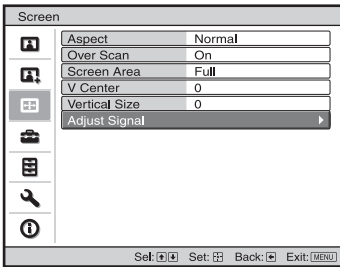 Screen
Aspect Normal
Over Scan On
Screen Area Full
V Center 0
Vertical Size 0
Adjust Signal
Sel: Set: Back: Exit: MENU